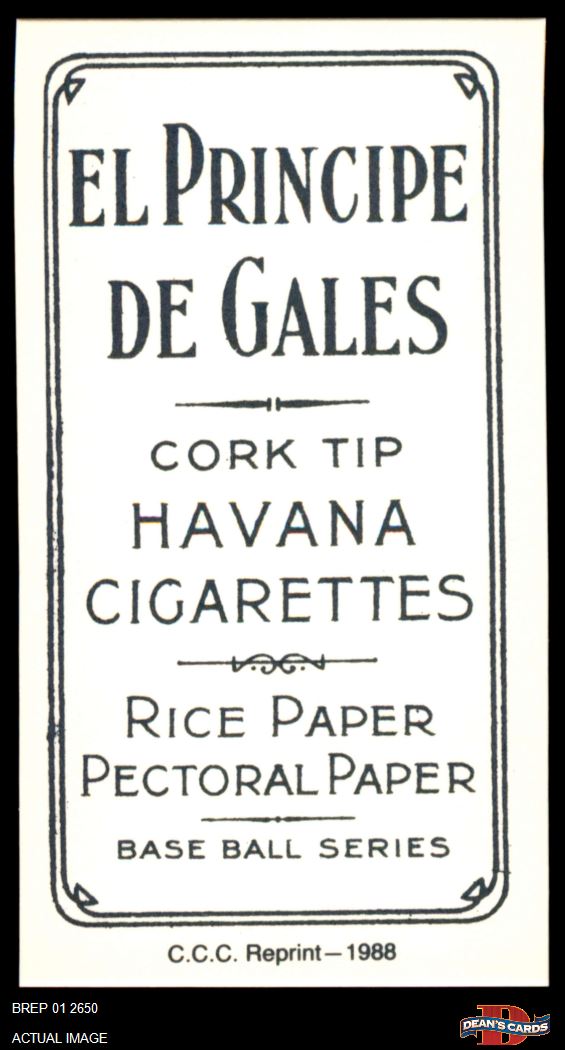 EL PRINCIPE
DE GALES
CORK TIP
HAVANA
CIGARETTES
RICE PAPER
PECTORAL PAPER
BASE BALL SERIES
C.C.C. Reprint—1988
BREP 01 2650
ACTUAL IMAGE
D
DEAN'S CARDS